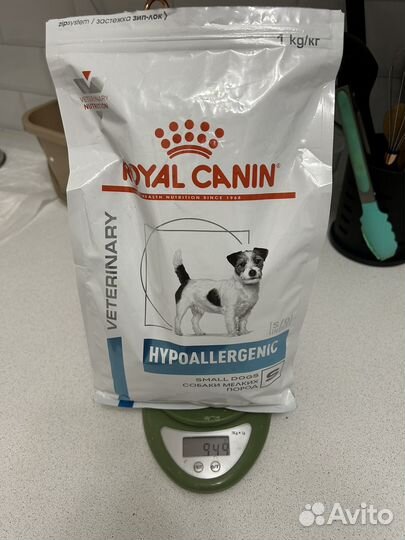 zipsystem / застежка зип-лок
1 kg/кг
VETERINARY
NUTRITION
ROYAL CANIN
HEALTH NUTRITION SINCE 1968
VETERINARY
S/O
HYPOALLERGENIC
SMALL DOGS
СОБАКИ МЕЛКИХ
ПОРОД
S
949
Avito